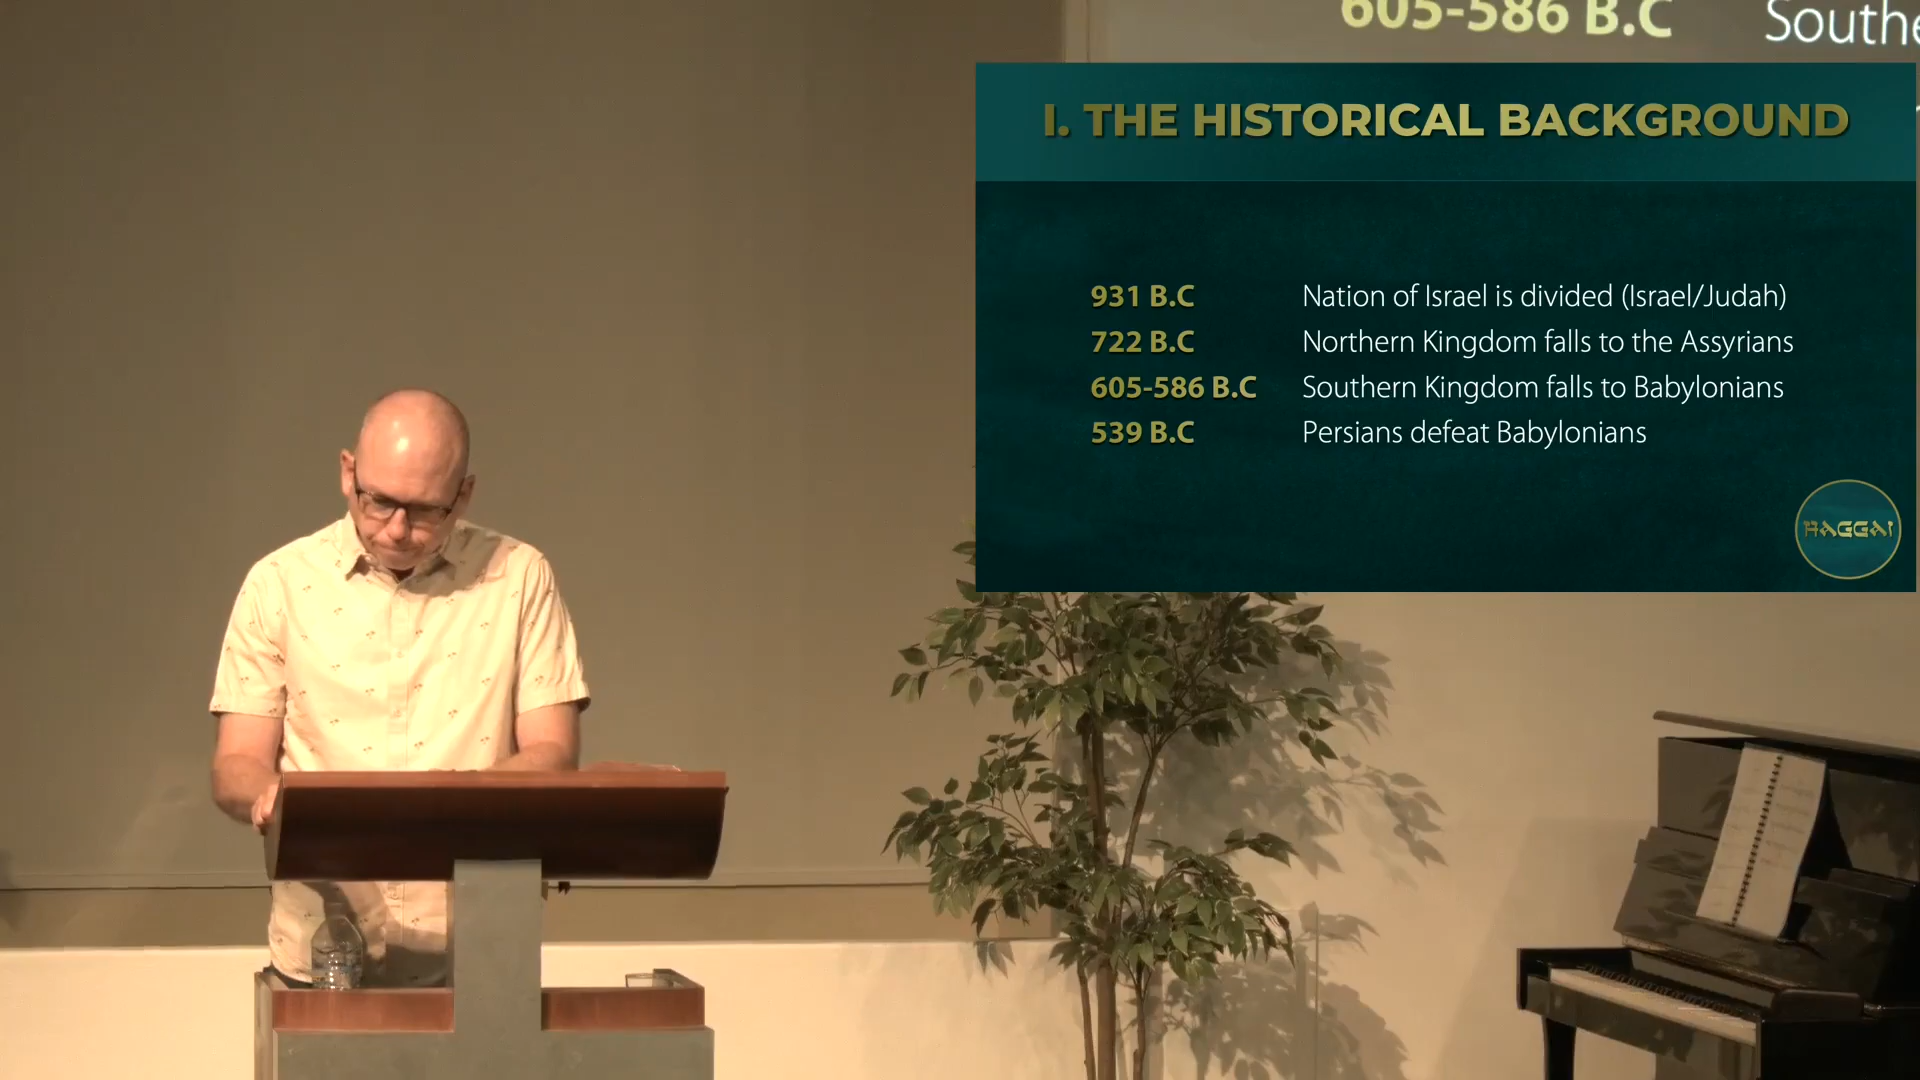 605-586 B.C
I. THE HISTORICAL BACKGROUND
931 B.C Nation of Israel is divided (Israel/Judah)
722 B.C Northern Kingdom falls to the Assyrians
605-586 B.C Southern Kingdom falls to Babylonians
539 B.C Persians defeat Babylonians
HAGGAI